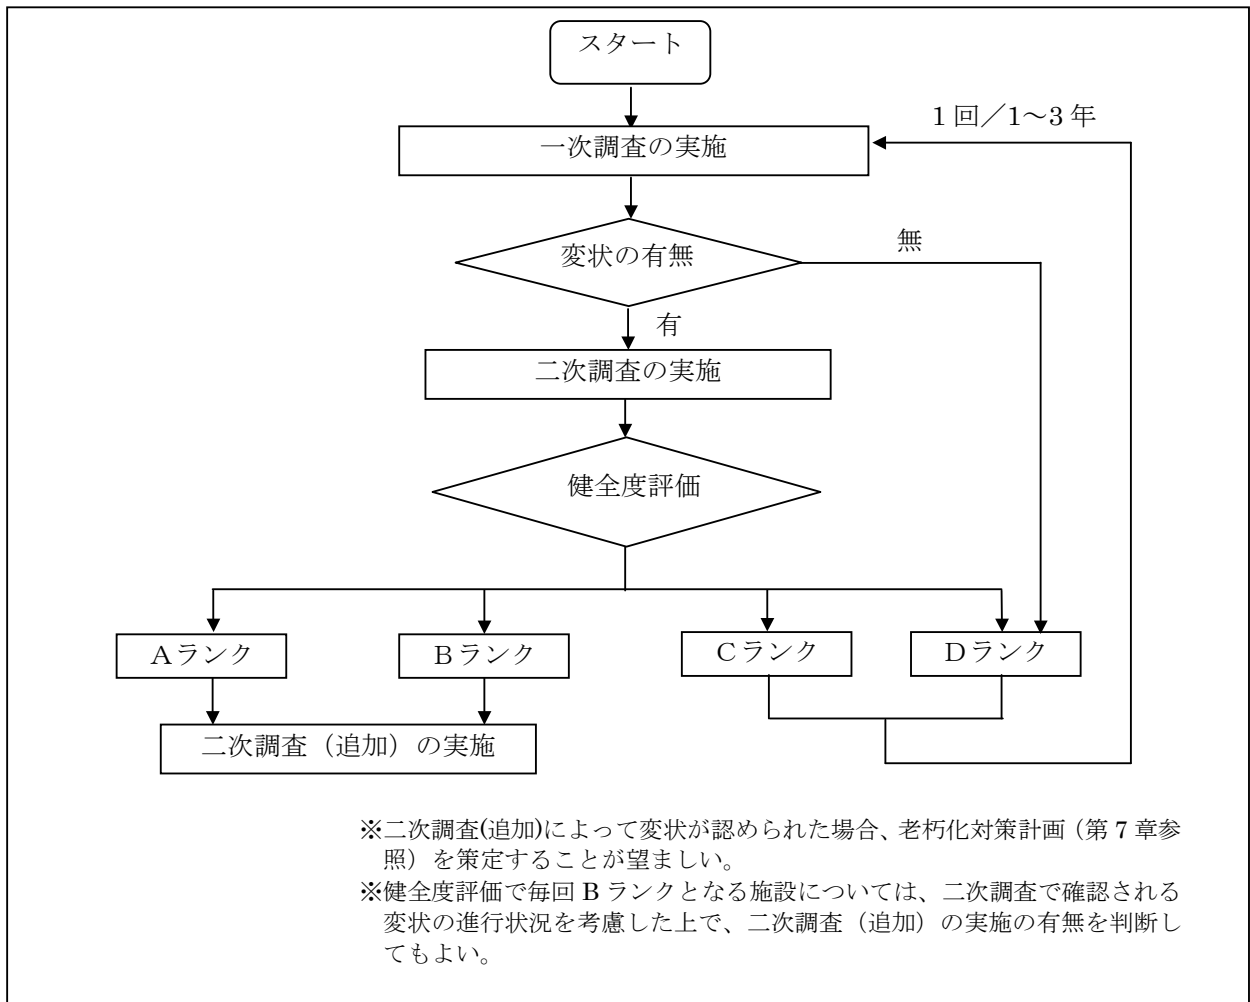 スタート
1回／1～3年
一次調査の実施
変状の有無
無
有
二次調査の実施
健全度評価
Aランク
Bランク
Cランク
Dランク
二次調査（追加）の実施
※二次調査(追加)によって変状が認められた場合、老朽化対策計画（第7章参
照）を策定することが望ましい。
※健全度評価で毎回Bランクとなる施設については、二次調査で確認される
変状の進行状況を考慮した上で、二次調査（追加）の実施の有無を判断し
てもよい。